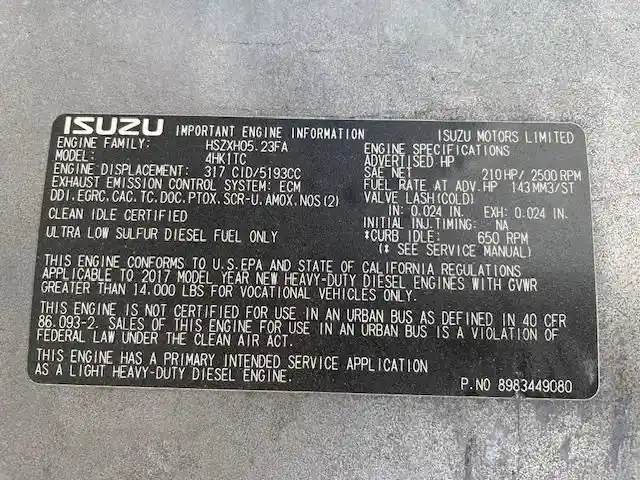 ISUZU IMPORTANT ENGINE INFORMATION ISUZU MOTORS LIMITED
ENGINE FAMILY: HSZXH05.23FA
MODEL: 4HK1TC
ENGINE DISPLACEMENT: 317 CID/5193CC
EXHAUST EMISSION CONTROL SYSTEM: ECM
DDI, EGRC, CAC, TC, DOC, PTOX, SCR-U, AMOX, NOS(2)
CLEAN IDLE CERTIFIED
ULTRA LOW SULFUR DIESEL FUEL ONLY
ENGINE SPECIFICATIONS
ADVERTISED HP
SAE NET 210 HP/ 2500 RPM
FUEL RATE AT ADV. HP 143 MM3/ST
VALVE LASH(COLD)
IN: 0.024 IN. EXH: 0.024 IN.
INITIAL INJ.TIMING: NA
*CURB IDLE: 650 RPM
(* SEE SERVICE MANUAL)
THIS ENGINE CONFORMS TO U.S.EPA AND STATE OF CALIFORNIA REGULATIONS
APPLICABLE TO 2017 MODEL YEAR NEW HEAVY-DUTY DIESEL ENGINES WITH GVWR
GREATER THAN 14,000 LBS FOR VOCATIONAL VEHICLES ONLY.
THIS ENGINE IS NOT CERTIFIED FOR USE IN AN URBAN BUS AS DEFINED IN 40 CFR
86.093-2. SALES OF THIS ENGINE FOR USE IN AN URBAN BUS IS A VIOLATION OF
FEDERAL LAW UNDER THE CLEAN AIR ACT.
THIS ENGINE HAS A PRIMARY INTENDED SERVICE APPLICATION
AS A LIGHT HEAVY-DUTY DIESEL ENGINE.
P.NO 8983449080